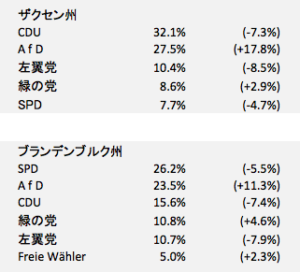 ザクセン州
CDU 32.1% (-7.3%)
A f D 27.5% (+17.8%)
左翼党 10.4% (-8.5%)
緑の党 8.6% (+2.9%)
SPD 7.7% (-4.7%)
ブランデンブルク州
SPD 26.2% (-5.5%)
A f D 23.5% (+11.3%)
CDU 15.6% (-7.4%)
緑の党 10.8% (+4.6%)
左翼党 10.7% (-7.9%)
Freie Wähler 5.0% (+2.3%)